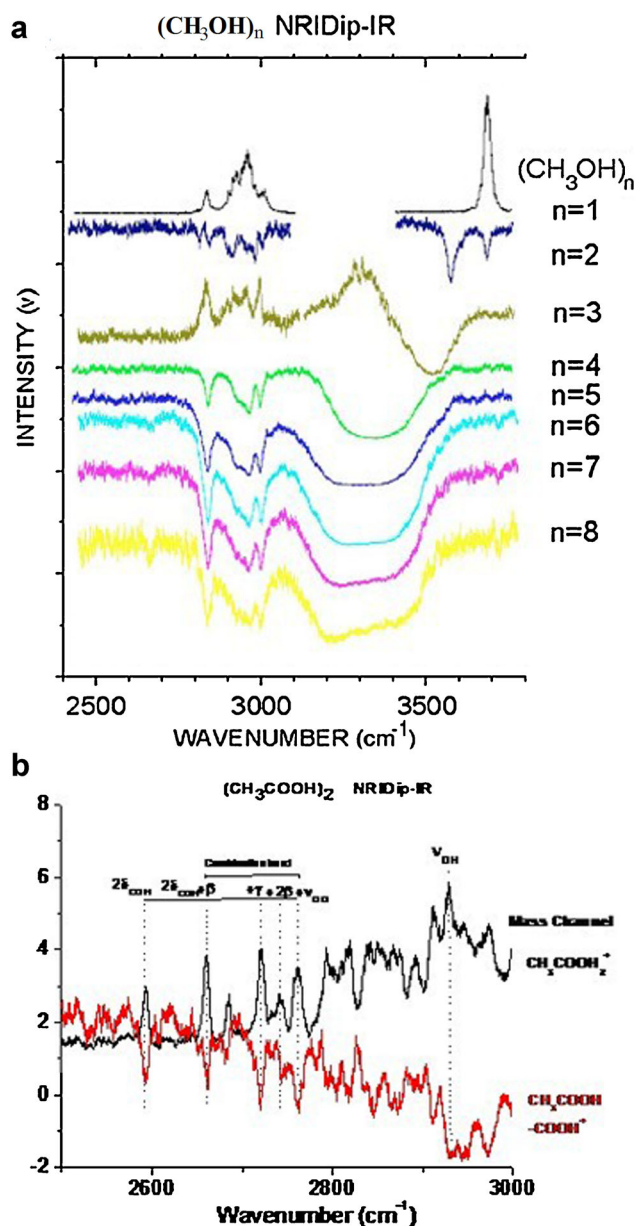 a
(CH₃OH)ₙ NRIDip-IR
INTENSITY (v)
(CH₃OH)ₙ
n=1
n=2
n=3
n=4
n=5
n=6
n=7
n=8
2500 3000 3500
WAVENUMBER (cm⁻¹)
b
(CH₃COOH)₂ NRIDip-IR
8
6
4
2
0
-2
Combination band
2δCOH 2δCOH+β +γ +2β +νCO
νOH
Mass Channel
CH₃COOH₂⁺
CH₃COOH
-COOH⁺
2600 2800 3000
Wavenumber (cm⁻¹)